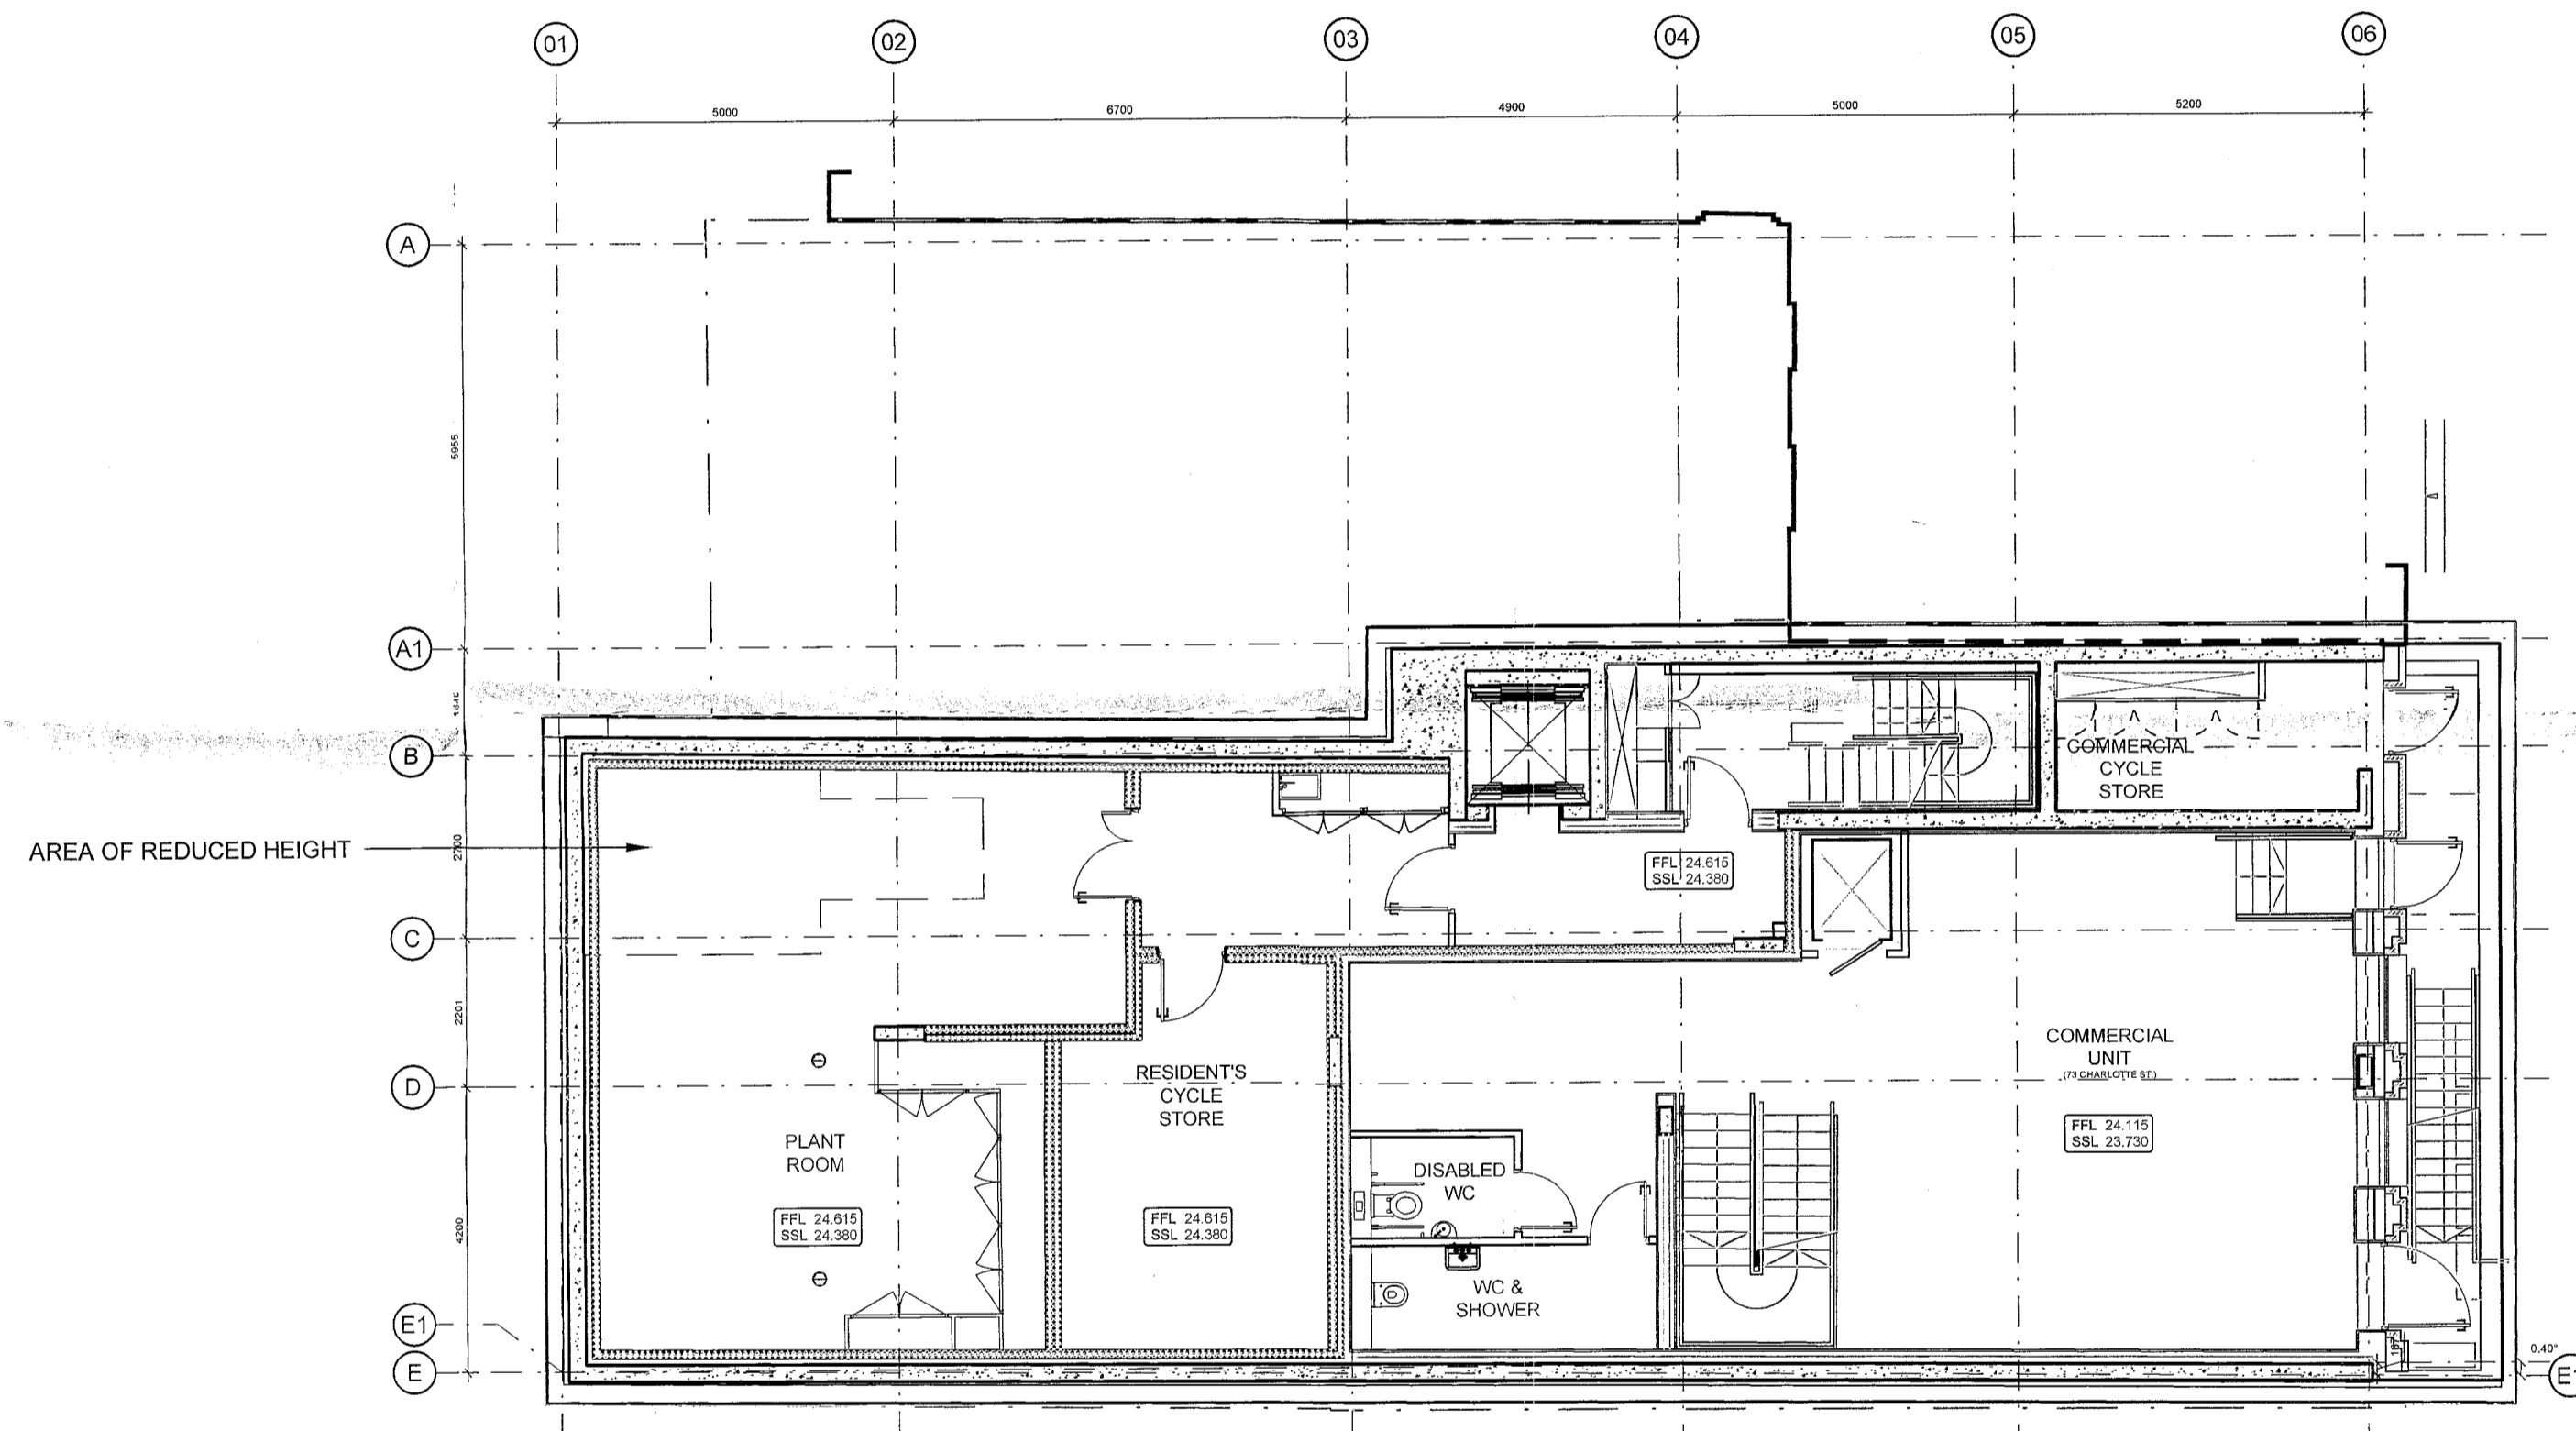 01
02
03
04
05
06
5000
6700
4900
5000
5200
A
5955
A1
B
COMMERCIAL
CYCLE
STORE
AREA OF REDUCED HEIGHT
2700
FFL 24.615
SSL 24.380
C
2201
COMMERCIAL
UNIT
(73 CHARLOTTE ST.)
D
RESIDENT'S
CYCLE
STORE
FFL 24.115
SSL 23.730
PLANT
ROOM
DISABLED
WC
4200
FFL 24.615
SSL 24.380
FFL 24.615
SSL 24.380
WC &
SHOWER
E1
0.40°
E